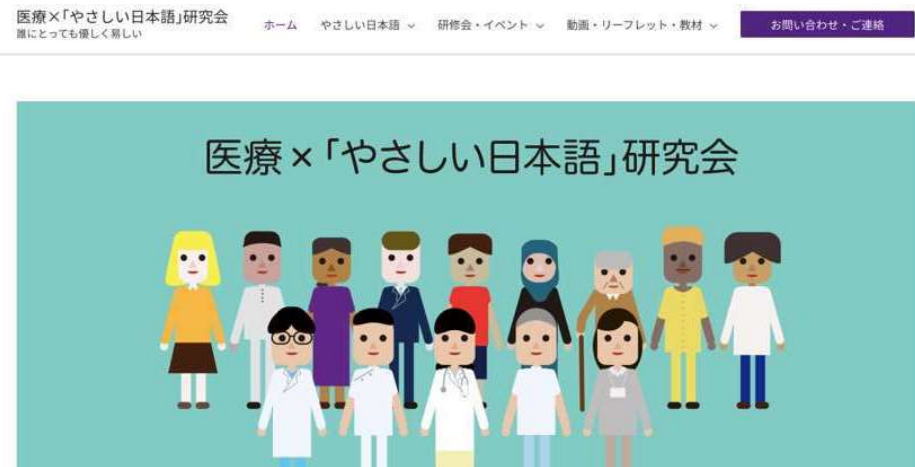 医療×「やさしい日本語」研究会
誰にとっても優しく易しい
ホーム やさしい日本語 研修会・イベント 動画・リーフレット・教材 お問い合わせ・ご連絡
医療×「やさしい日本語」研究会